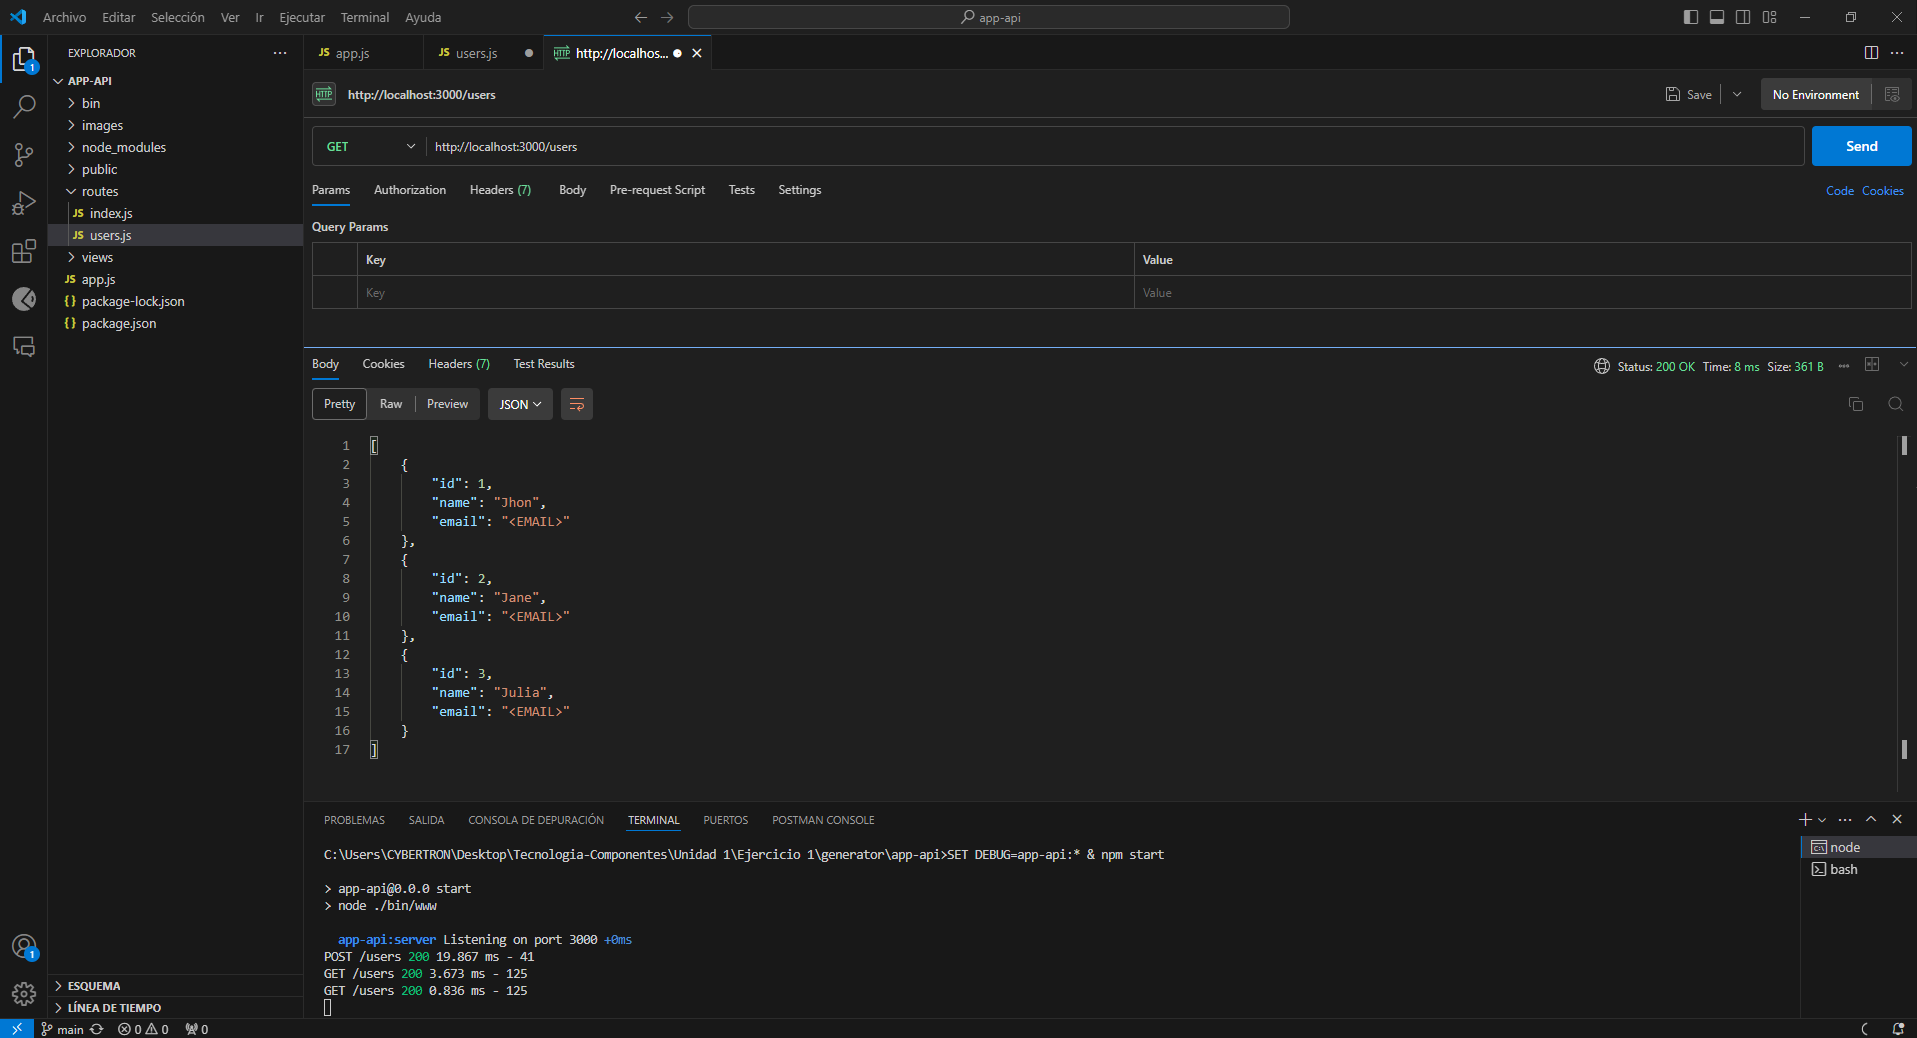 Archivo Editar Selección Ver Ir Ejecutar Terminal Ayuda
app-api
EXPLORADOR
APP-API
bin
images
node_modules
public
routes
JS index.js
JS users.js
views
JS app.js
{} package-lock.json
{} package.json
ESQUEMA
LÍNEA DE TIEMPO
JS app.js
JS users.js
HTTP http://localhos...
HTTP http://localhost:3000/users
Save
No Environment
GET http://localhost:3000/users
Send
Params Authorization Headers (7) Body Pre-request Script Tests Settings
Code Cookies
Query Params
Key Value
Key Value
Body Cookies Headers (7) Test Results
Status: 200 OK Time: 8 ms Size: 361 B
Pretty Raw Preview JSON
1 [
2 {
3 "id": 1,
4 "name": "Jhon",
5 "email": "<EMAIL>"
6 },
7 {
8 "id": 2,
9 "name": "Jane",
10 "email": "<EMAIL>"
11 },
12 {
13 "id": 3,
14 "name": "Julia",
15 "email": "<EMAIL>"
16 }
17 ]
PROBLEMAS SALIDA CONSOLA DE DEPURACIÓN TERMINAL PUERTOS POSTMAN CONSOLE
C:\Users\CYBERTRON\Desktop\Tecnologia-Componentes\Unidad 1\Ejercicio 1\generator\app-api>SET DEBUG=app-api:* & npm start
> app-api@0.0.0 start
> node ./bin/www
app-api:server Listening on port 3000 +0ms
POST /users 200 19.867 ms - 41
GET /users 200 3.673 ms - 125
GET /users 200 0.836 ms - 125
node
bash
1
1
main
0 0
0